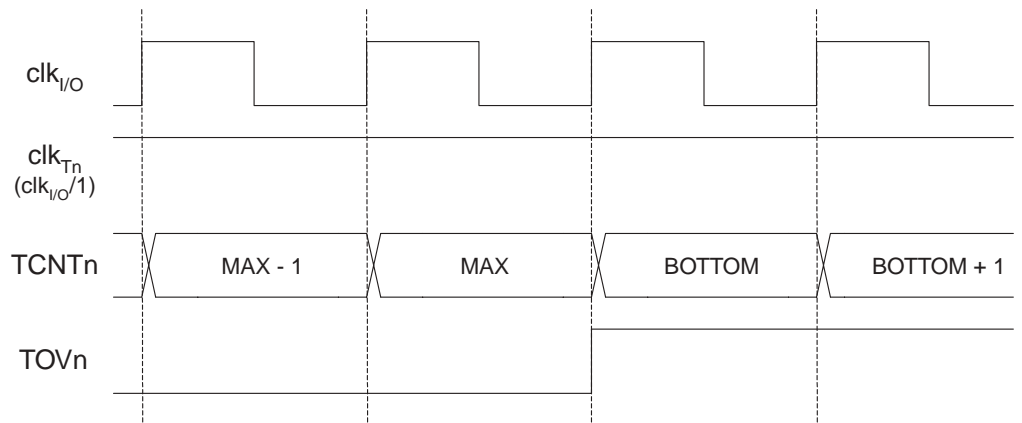 clkI/O
clkTn
(clkI/O/1)
TCNTn MAX - 1 MAX BOTTOM BOTTOM + 1
TOVn